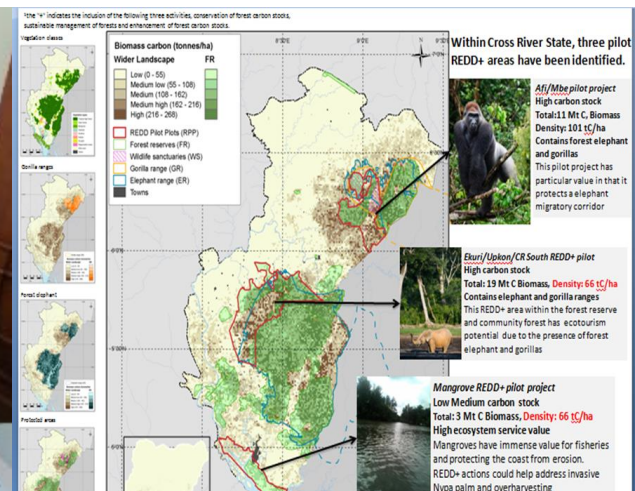 ¹the "+" indicates the inclusion of the following three activities, conservation of forest carbon stocks,
sustainable management of forests and enhancement of forest carbon stocks.
Vegetation classes
Gorilla ranges
Forest elephant
Protected areas
Biomass carbon (tonnes/ha)
Wider Landscape FR
Low (0 - 55)
Medium low (55 - 108)
Medium (108 - 162)
Medium high (162 - 216)
High (216 - 268)
REDD Pilot Plots (RPP)
Forest reserves (FR)
Wildlife sanctuaries (WS)
Gorilla range (GR)
Elephant range (ER)
Towns
Within Cross River State, three pilot
REDD+ areas have been identified.
Afi/Mbe pilot project
High carbon stock
Total:11 Mt C, Biomass
Density: 101 tC/ha
Contains forest elephant
and gorillas
This pilot project has
particular value in that it
protects a elephant
migratory corridor
Ekuri/Upkon/CR South REDD+ pilot
High carbon stock
Total: 19 Mt C Biomass, Density: 66 tC/ha
Contains elephant and gorilla ranges
This REDD+ area within the forest reserve
and community forest has ecotourism
potential due to the presence of forest
elephant and gorillas
Mangrove REDD+ pilot project
Low Medium carbon stock
Total: 3 Mt C Biomass, Density: 66 tC/ha
High ecosystem service value
Mangroves have immense value for fisheries
and protecting the coast from erosion.
REDD+ actions could help address invasive
Nypa palm and overharvesting